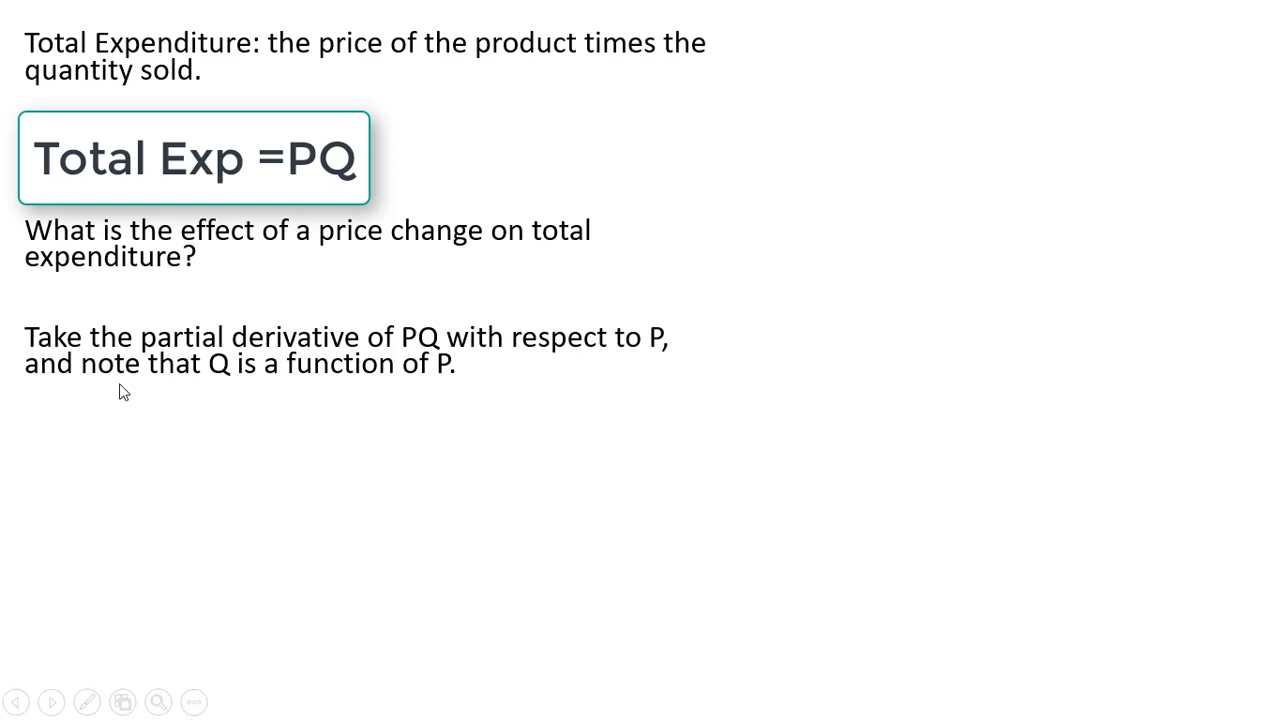 Total Expenditure: the price of the product times the
quantity sold.
Total Exp =PQ
What is the effect of a price change on total
expenditure?
Take the partial derivative of PQ with respect to P,
and note that Q is a function of P.